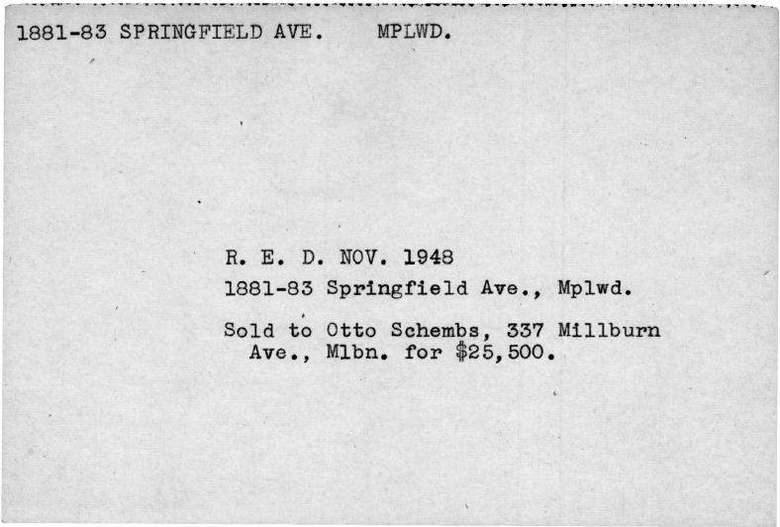 1881-83 SPRINGFIELD AVE. MPLWD.
R. E. D. NOV. 1948
1881-83 Springfield Ave., Mplwd.
Sold to Otto Schembs, 337 Millburn
Ave., Mlbn. for $25,500.